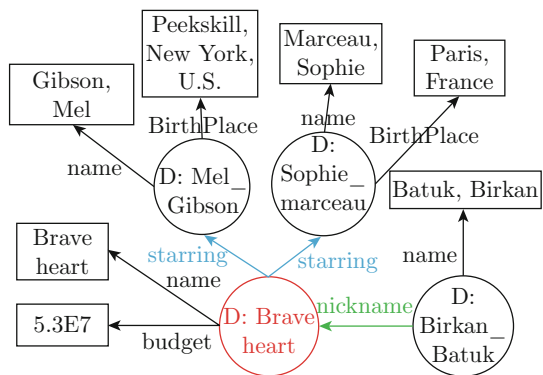 Peekskill,
New York,
U.S.
Marceau,
Sophie
Paris,
France
Gibson,
Mel
BirthPlace
name
BirthPlace
name
D: Mel_
Gibson
D:
Sophie_
marceau
Batuk, Birkan
Brave
heart
starring
starring
name
name
5.3E7
budget
D: Brave
heart
nickname
D:
Birkan_
Batuk